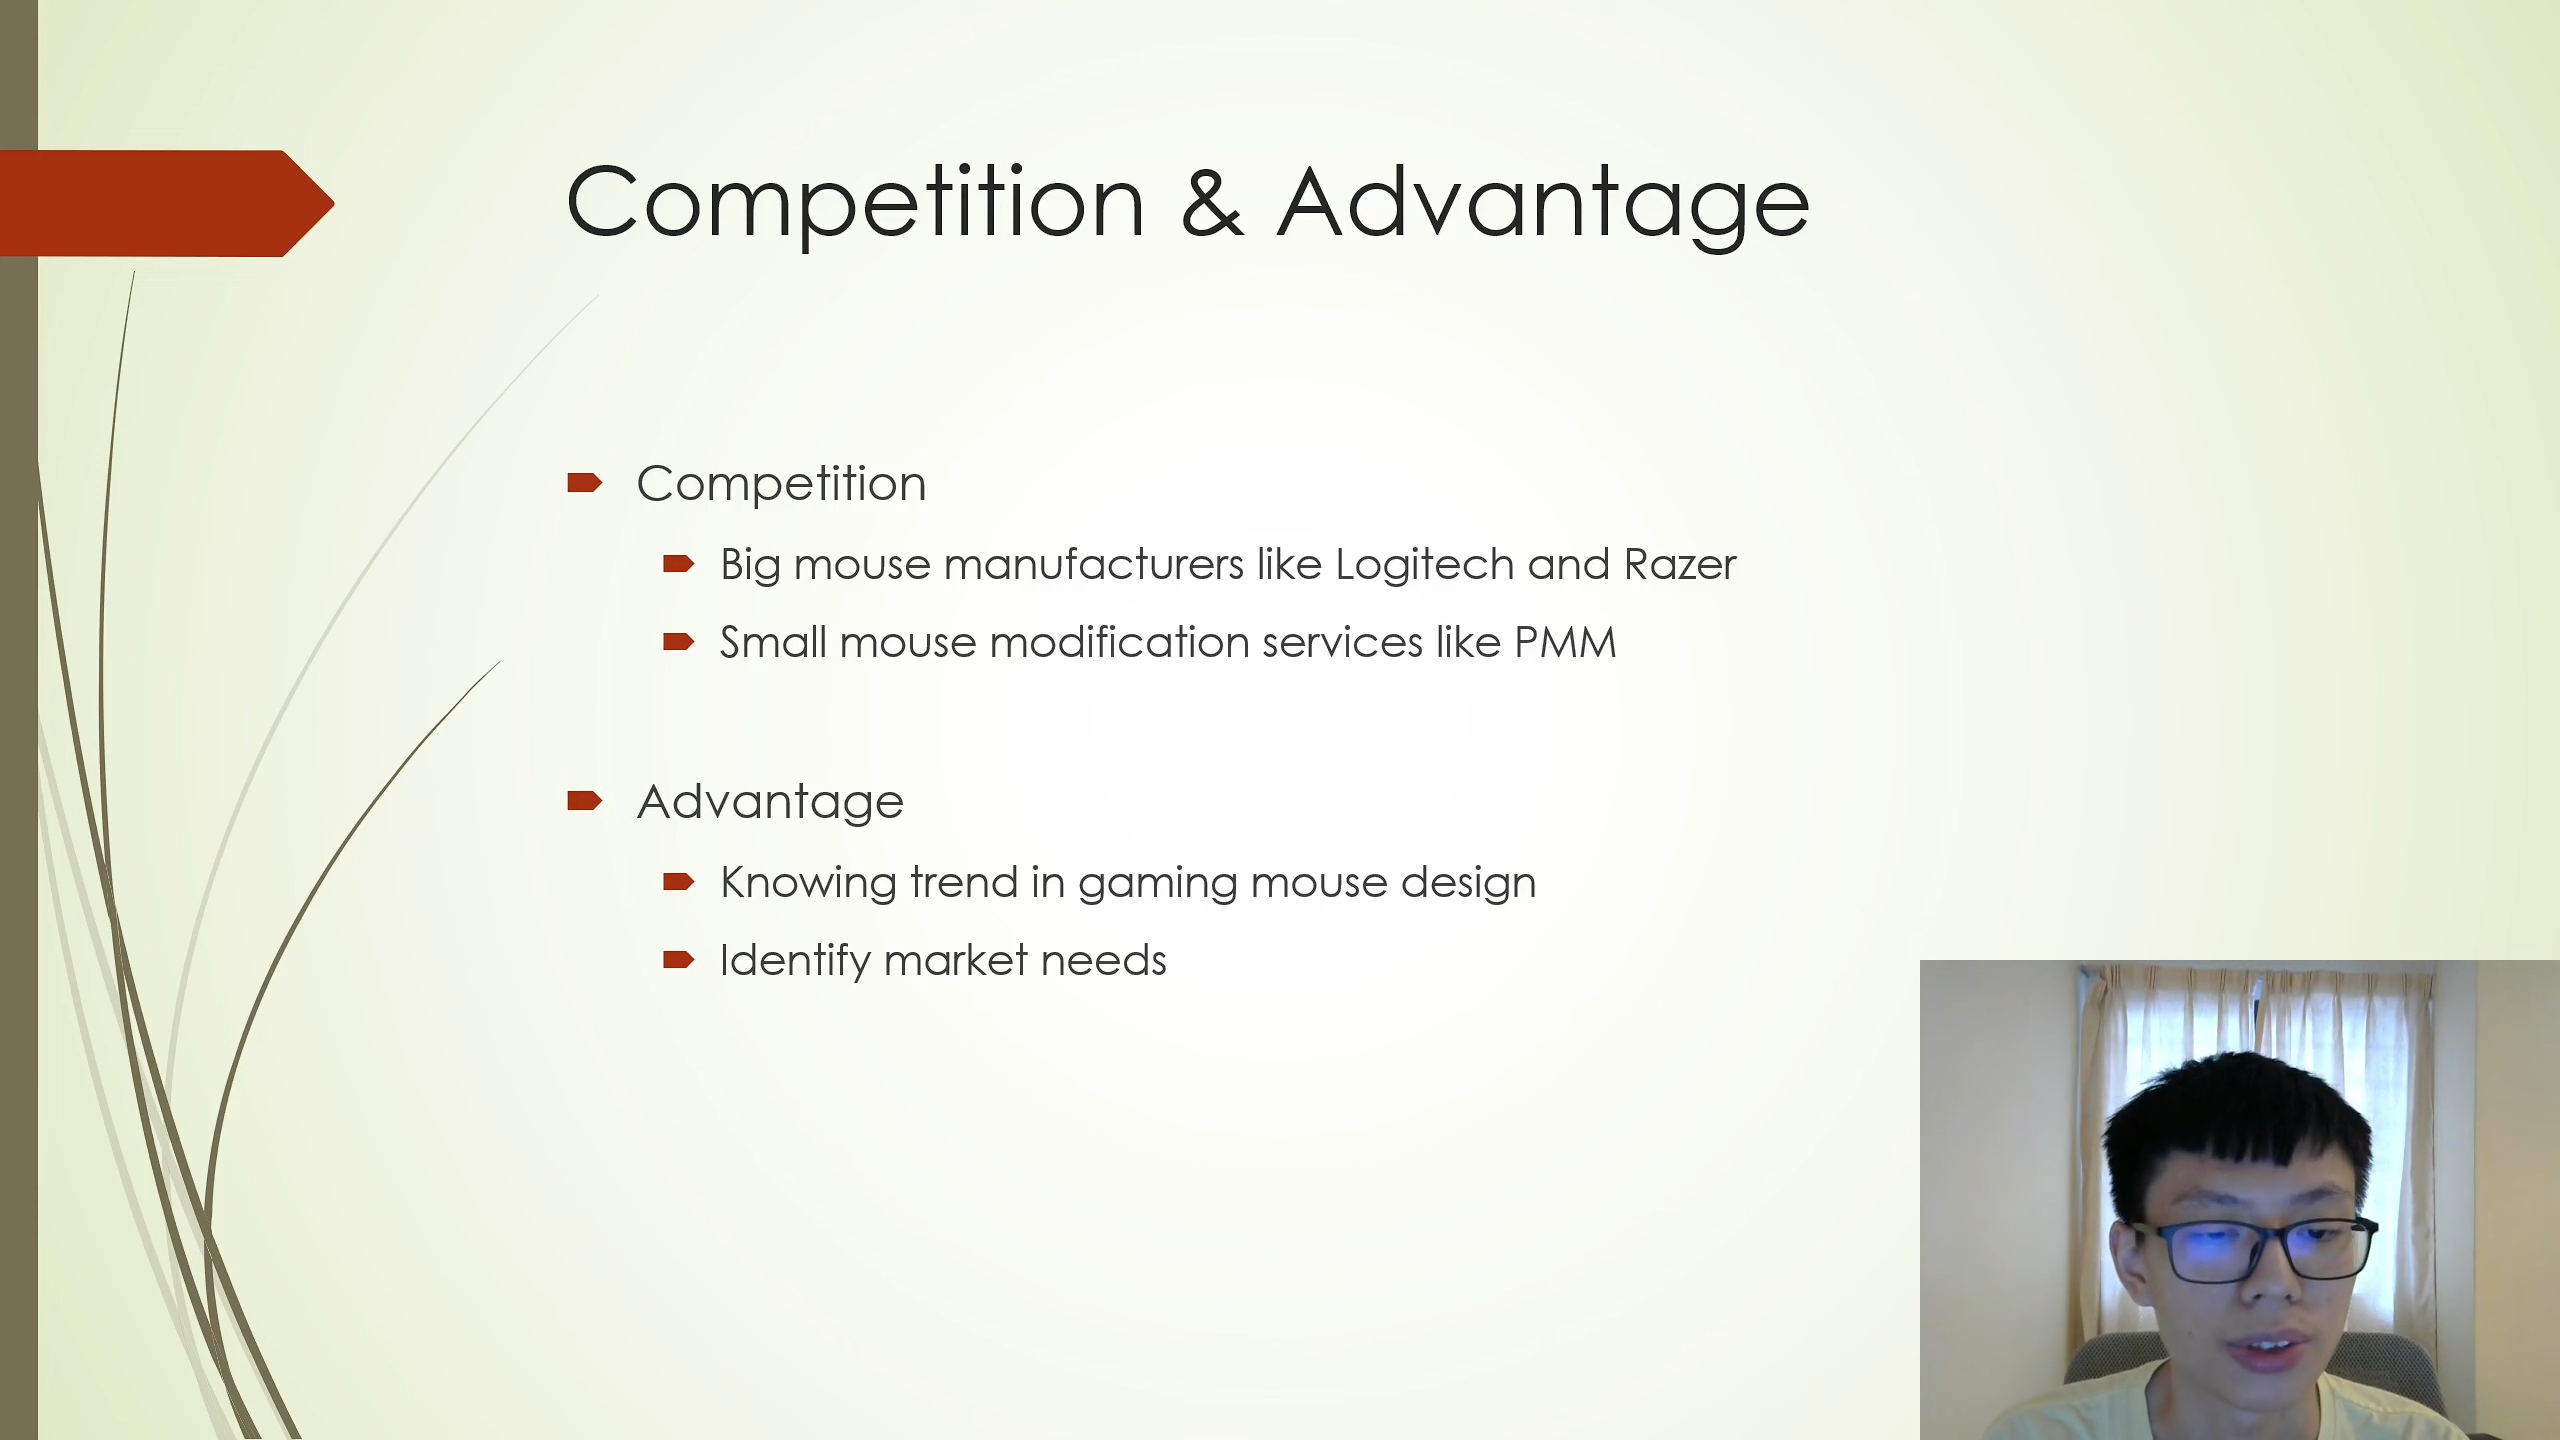 Competition & Advantage
Competition
Big mouse manufacturers like Logitech and Razer
Small mouse modification services like PMM
Advantage
Knowing trend in gaming mouse design
Identify market needs